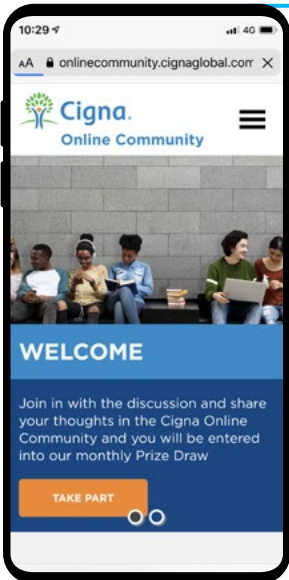 10:29
4G
AA onlinecommunity.cignaglobal.com
Cigna.
Online Community
WELCOME
Join in with the discussion and share
your thoughts in the Cigna Online
Community and you will be entered
into our monthly Prize Draw
TAKE PART